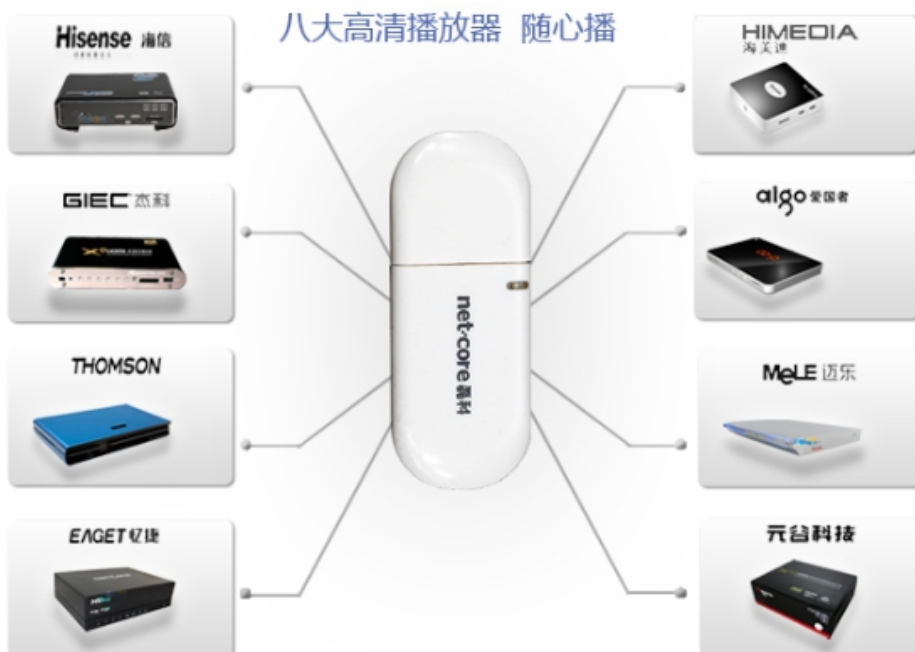 八大高清播放器 随心播
Hisense 海信
HIMEDIA
海美迪
GIEC 杰科
aigo 爱国者
net·core 磊科
THOMSON
MeLE 迈乐
EAGET 忆捷
元谷科技